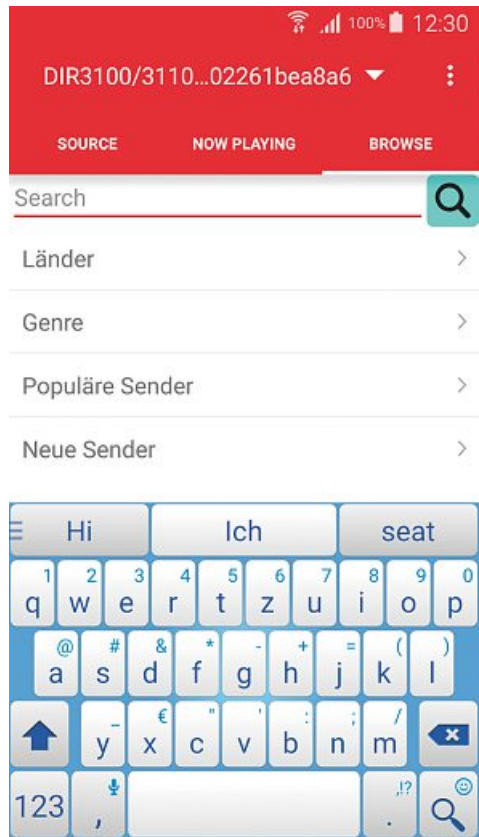 100% 12:30
DIR3100/3110...02261bea8a6
SOURCE NOW PLAYING BROWSE
Search
Länder
Genre
Populäre Sender
Neue Sender
Hi Ich seat
1 2 3 4 5 6 7 8 9 0
q w e r t z u i o p
@ # & * - + = ( )
a s d f g h j k l
_ € " ' : ; /
y x c v b n m
123 , .
,!?